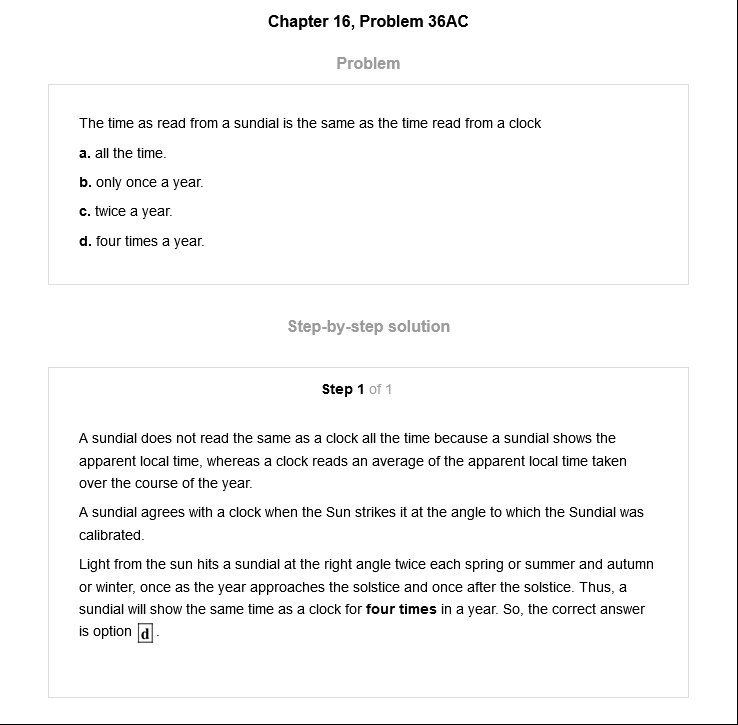 Chapter 16, Problem 36AC
Problem
The time as read from a sundial is the same as the time read from a clock
a. all the time.
b. only once a year.
c. twice a year.
d. four times a year.
Step-by-step solution
Step 1 of 1
A sundial does not read the same as a clock all the time because a sundial shows the
apparent local time, whereas a clock reads an average of the apparent local time taken
over the course of the year.
A sundial agrees with a clock when the Sun strikes it at the angle to which the Sundial was
calibrated.
Light from the sun hits a sundial at the right angle twice each spring or summer and autumn
or winter, once as the year approaches the solstice and once after the solstice. Thus, a
sundial will show the same time as a clock for four times in a year. So, the correct answer
is option d .